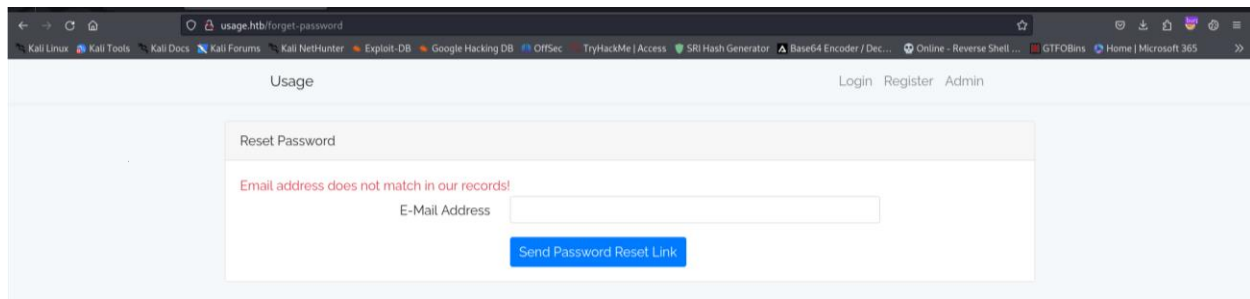 usage.htb/forget-password
Kali Linux Kali Tools Kali Docs Kali Forums Kali NetHunter Exploit-DB Google Hacking DB OffSec TryHackMe | Access SRI Hash Generator Base64 Encoder / Dec... Online - Reverse Shell ... GTFOBins Home | Microsoft 365
Usage Login Register Admin
Reset Password
Email address does not match in our records!
E-Mail Address
Send Password Reset Link